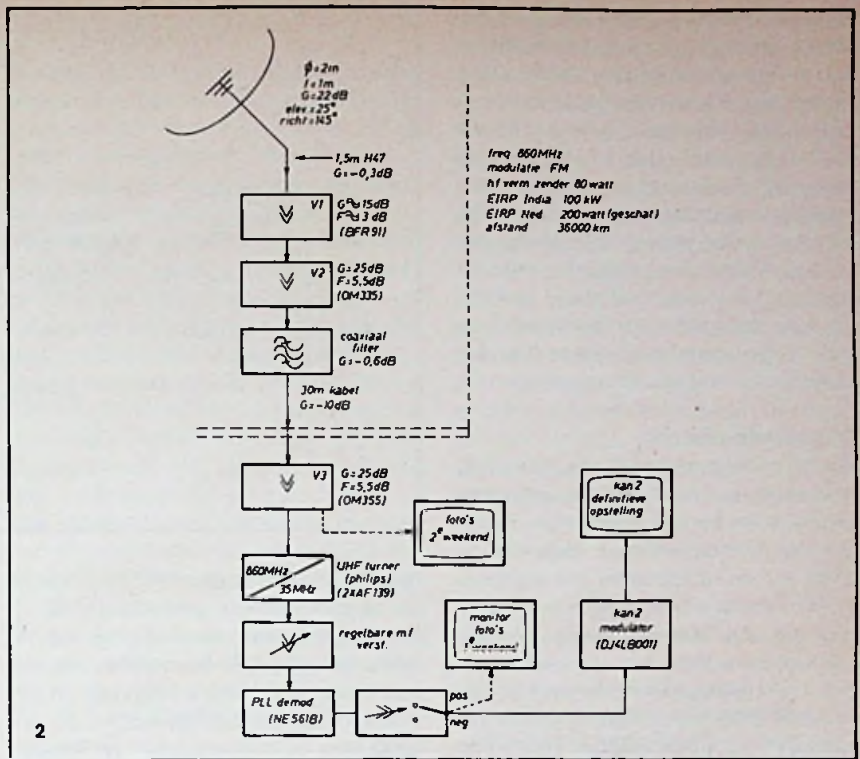 ϕ=2m
f=1m
G=22dB
elev=25°
richt=145°
1,5m H47
G=-0,3dB
freq 860MHz
modulatie FM
hf verm zender 80 watt
EIRP India 100 kW
EIRP Ned 200 watt (geschat)
afstand 36000 km
V1
G≈15dB
F≈3dB
(BFR91)
V2
G=25dB
F=5,5dB
(OM335)
coaxiaal
filter
G=-0,6dB
30m kabel
G=-10dB
V3
G=25dB
F=5,5dB
(OM355)
foto's
2e weekend
kan 2
definitieve
opstelling
860MHz
35MHz
UHF turner
(philips)
(2xAF139)
regelbare mf
verst.
monitor
foto's
1e weekend
kan 2
modulator
(DJ4LB001)
PLL demod
(NE561B)
pos
neg
2